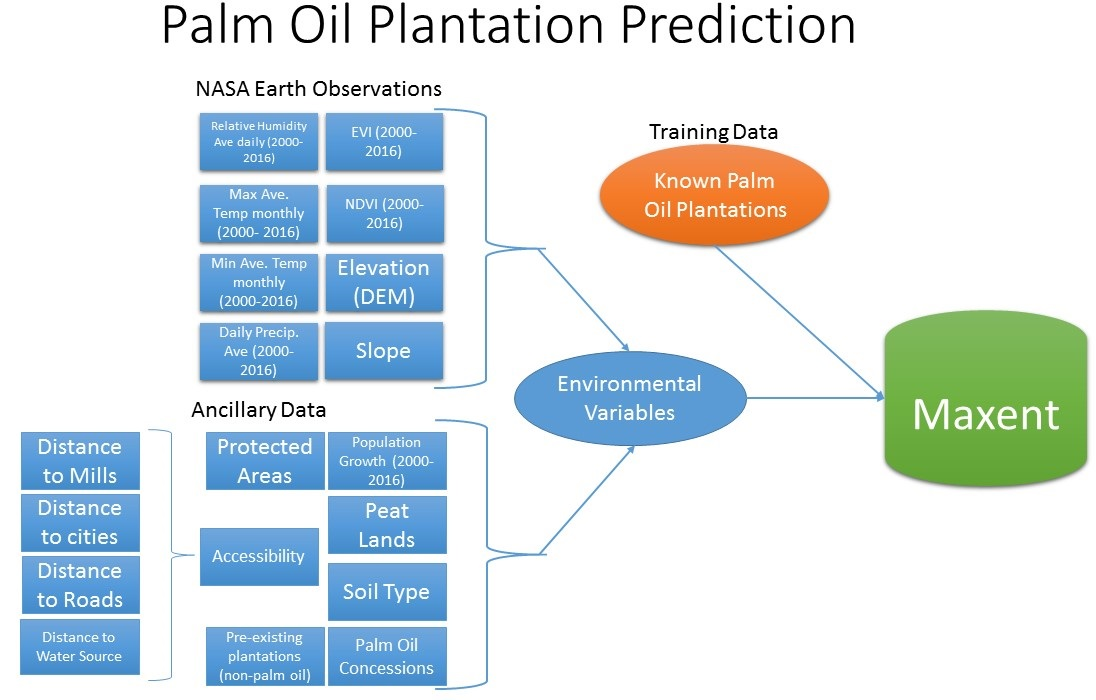 Palm Oil Plantation Prediction
NASA Earth Observations
Relative Humidity
Ave daily (2000-
2016)
EVI (2000-
2016)
Max Ave.
Temp monthly
(2000- 2016)
NDVI (2000-
2016)
Min Ave. Temp
monthly
(2000-2016)
Elevation
(DEM)
Daily Precip.
Ave (2000-
2016)
Slope
Training Data
Known Palm
Oil Plantations
Environmental
Variables
Maxent
Ancillary Data
Distance
to Mills
Distance
to cities
Distance
to Roads
Distance to
Water Source
Protected
Areas
Population
Growth (2000-
2016)
Peat
Lands
Accessibility
Soil Type
Pre-existing
plantations
(non-palm oil)
Palm Oil
Concessions